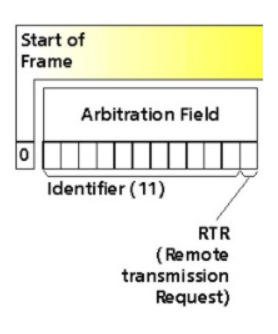 Start of
Frame
Arbitration Field
0
Identifier (11)
RTR
(Remote
transmission
Request)